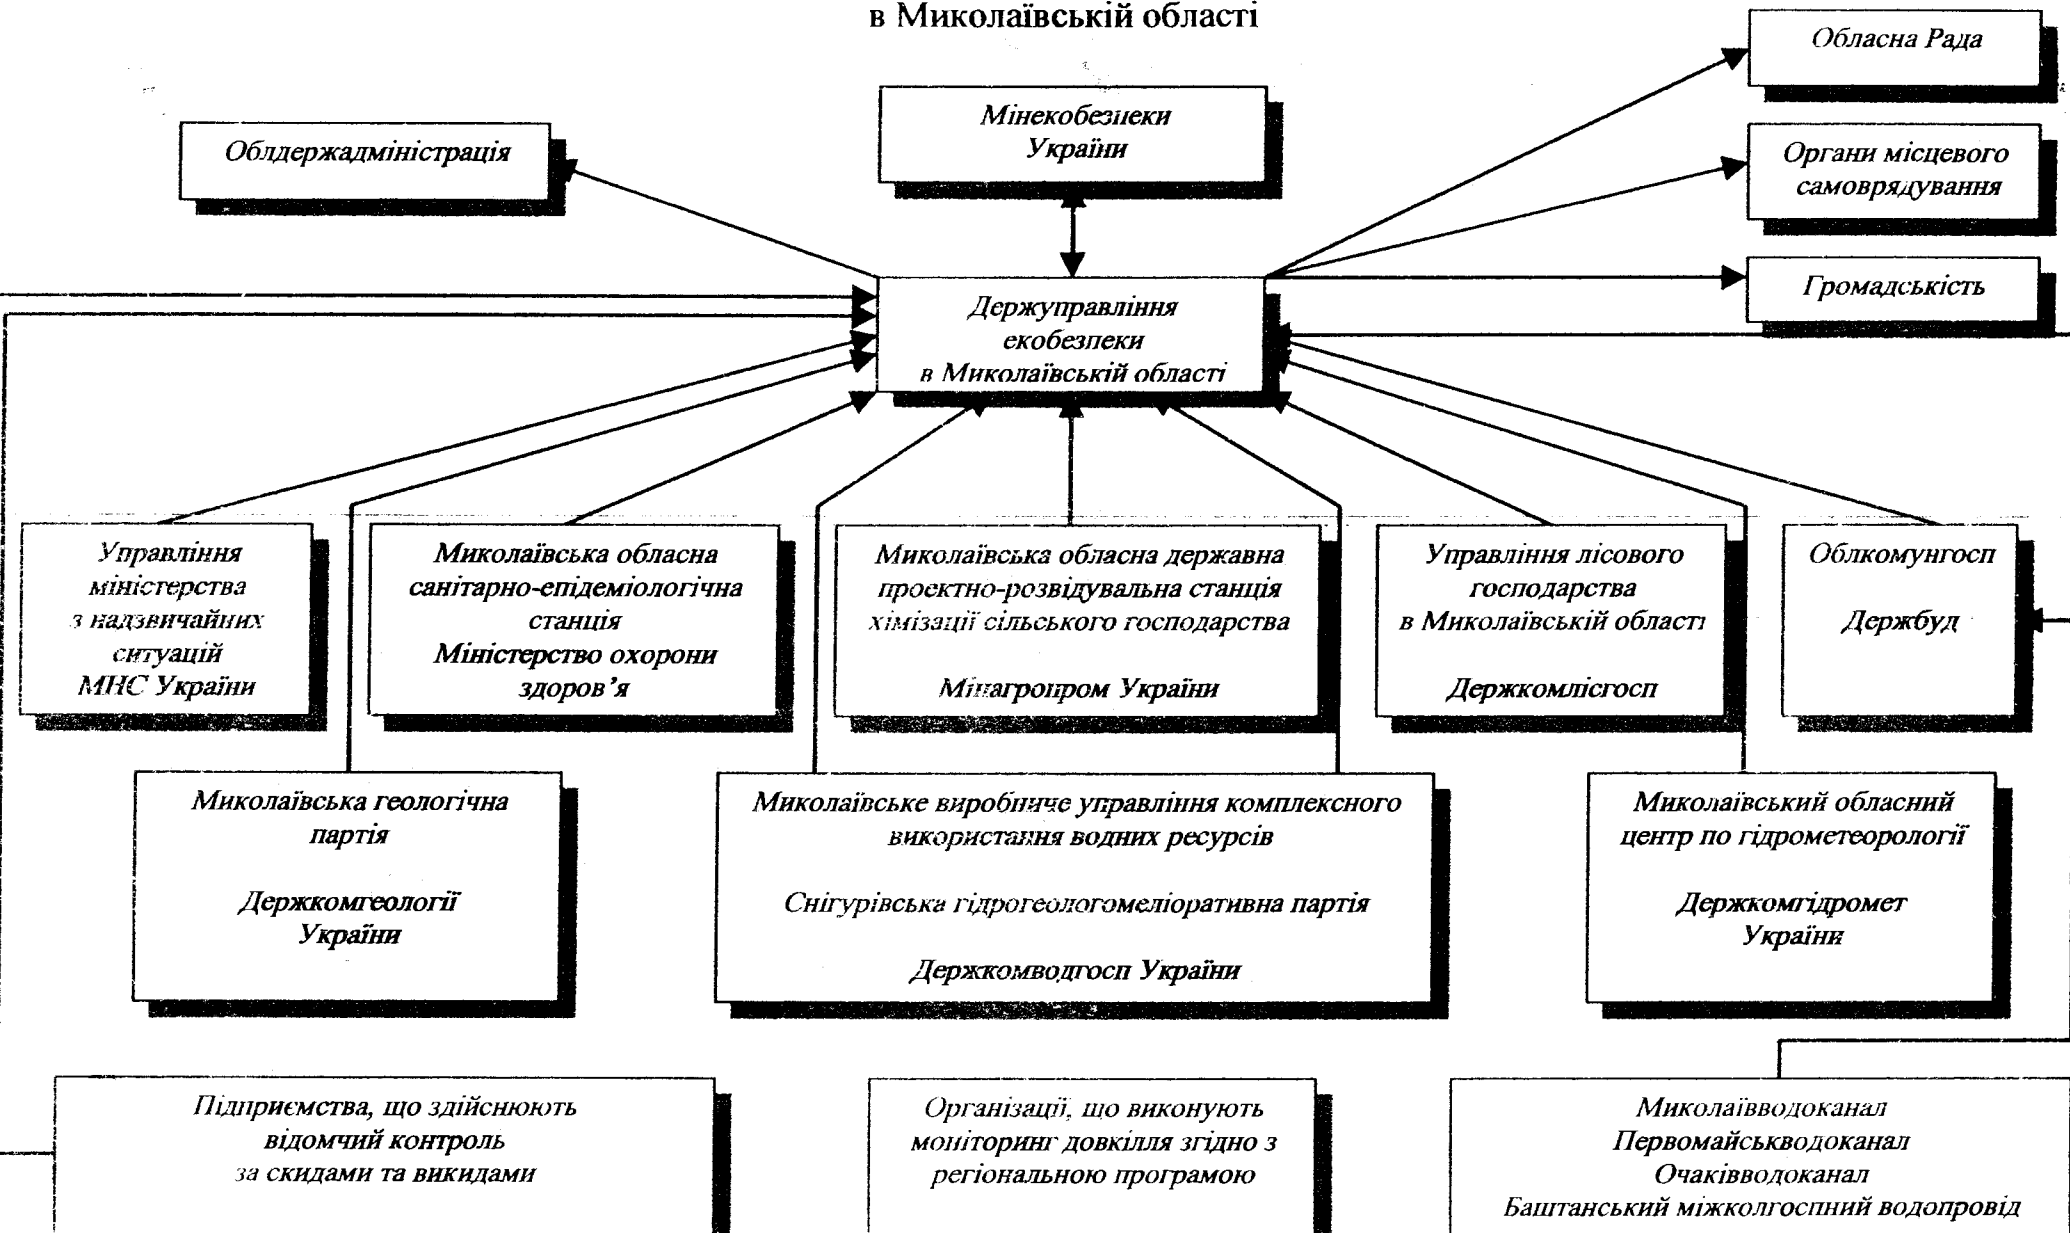 в Миколаївській області
Обласна Рада
Мінекобезпеки
України
Облдержадміністрація
Органи місцевого
самоврядування
Громадськість
Держуправління
екобезпеки
в Миколаївській області
Управління
міністерства
з надзвичайних
ситуацій
МНС України
Миколаївська обласна
санітарно-епідеміологічна
станція
Міністерство охорони
здоров’я
Миколаївська обласна державна
проектно-розвідувальна станція
хімізації сільського господарства
Мінагропром України
Управління лісового
господарства
в Миколаївській області
Держкомлісгосп
Облкомунгосп
Держбуд
Миколаївська геологічна
партія
Держкомгеології
України
Миколаївське виробниче управління комплексного
використання водних ресурсів
Снігурівська гідрогеологомеліоративна партія
Держкомводгосп України
Миколаївський обласний
центр по гідрометеорології
Держкомгідромет
України
Підприємства, що здійснюють
відомчий контроль
за скидами та викидами
Організації, що виконують
моніторинг довкілля згідно з
регіональною програмою
Миколаївводоканал
Первомайськводоканал
Очаківводоканал
Баштанський міжколгоспний водопровід